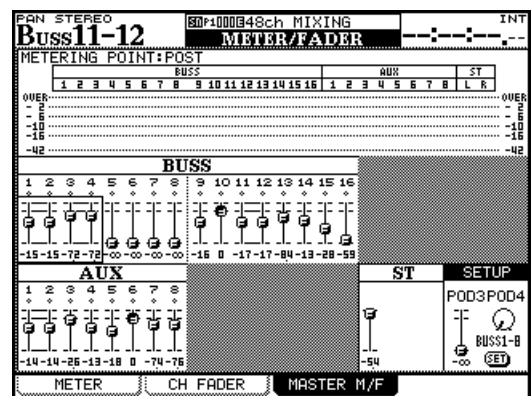 PAN STEREO
Buss11-12
48ch MIXING
INT
METER/FADER
--:--:--.--
METERING POINT:POST
BUSS AUX ST
1 2 3 4 5 6 7 8 9 10 11 12 13 14 15 16 1 2 3 4 5 6 7 8 L R
OVER OVER
- 2 - 2
- 6 - 6
-10 -10
-16 -16
-42 -42
BUSS
1 2 3 4 5 6 7 8 9 10 11 12 13 14 15 16
-15 -15 -72 -72 -∞ -∞ -∞ -∞ -16 0 -17 -17 -84 -13 -28 -59
AUX ST SETUP
1 2 3 4 5 6 7 8
POD3 POD4
BUSS1-8
-14 -14 -26 -13 -18 0 -74 -76 -54 -∞ SET
METER CH FADER MASTER M/F